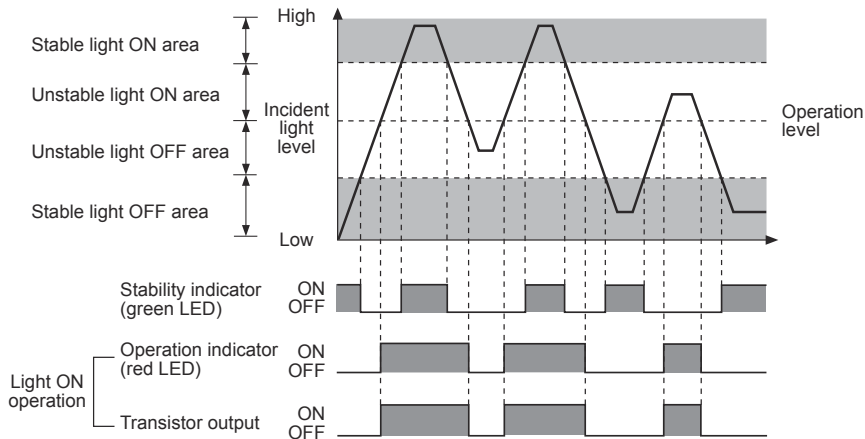 High
Stable light ON area
Unstable light ON area
Incident
light
level
Operation
level
Unstable light OFF area
Stable light OFF area
Low
Stability indicator
(green LED)
ON
OFF
Operation indicator
(red LED)
ON
OFF
Light ON
operation
Transistor output
ON
OFF